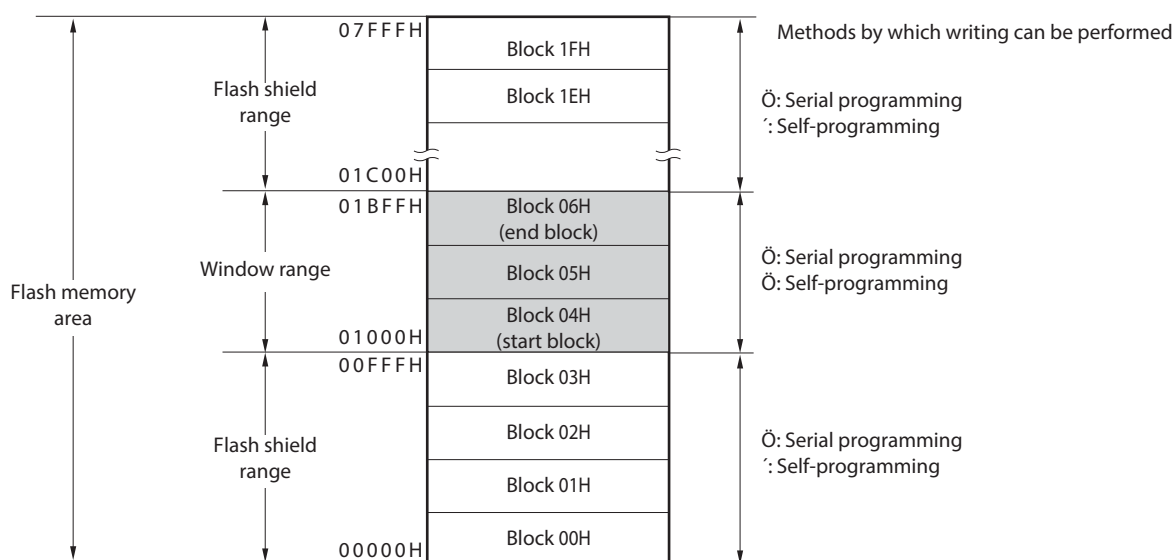 07FFFH
Methods by which writing can be performed
Block 1FH
Flash shield
range
Block 1EH
Ö: Serial programming
´: Self-programming
01C00H
01BFFH
Block 06H
(end block)
Window range
Block 05H
Ö: Serial programming
Ö: Self-programming
Flash memory
area
Block 04H
(start block)
01000H
00FFFH
Block 03H
Flash shield
range
Block 02H
Ö: Serial programming
´: Self-programming
Block 01H
Block 00H
00000H